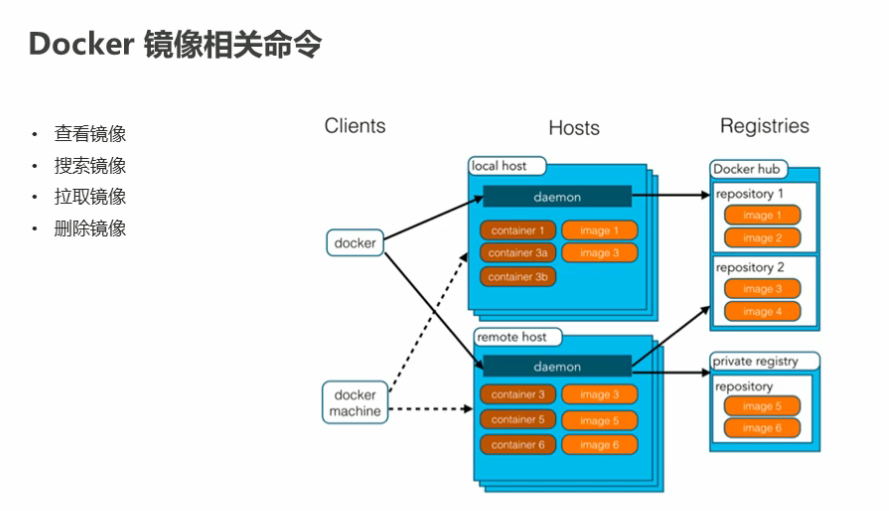 Docker 镜像相关命令
• 查看镜像
• 搜索镜像
• 拉取镜像
• 删除镜像
Clients
Hosts
Registries
local host
daemon
container 1
image 1
container 3a
image 3
container 3b
remote host
daemon
container 3
image 3
container 5
image 5
container 6
image 6
docker
docker
machine
Docker hub
repository 1
image 1
image 2
repository 2
image 3
image 4
private registry
repository
image 5
image 6